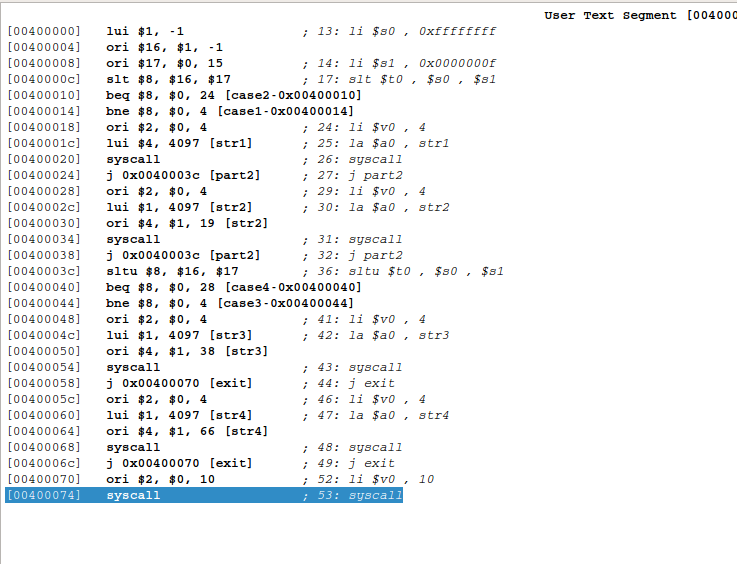 User Text Segment [00400
[00400000] lui $1, -1 ; 13: li $s0 , 0xffffffff
[00400004] ori $16, $1, -1
[00400008] ori $17, $0, 15 ; 14: li $s1 , 0x0000000f
[0040000c] slt $8, $16, $17 ; 17: slt $t0 , $s0 , $s1
[00400010] beq $8, $0, 24 [case2-0x00400010]
[00400014] bne $8, $0, 4 [case1-0x00400014]
[00400018] ori $2, $0, 4 ; 24: li $v0 , 4
[0040001c] lui $4, 4097 [str1] ; 25: la $a0 , str1
[00400020] syscall ; 26: syscall
[00400024] j 0x0040003c [part2] ; 27: j part2
[00400028] ori $2, $0, 4 ; 29: li $v0 , 4
[0040002c] lui $1, 4097 [str2] ; 30: la $a0 , str2
[00400030] ori $4, $1, 19 [str2]
[00400034] syscall ; 31: syscall
[00400038] j 0x0040003c [part2] ; 32: j part2
[0040003c] sltu $8, $16, $17 ; 36: sltu $t0 , $s0 , $s1
[00400040] beq $8, $0, 28 [case4-0x00400040]
[00400044] bne $8, $0, 4 [case3-0x00400044]
[00400048] ori $2, $0, 4 ; 41: li $v0 , 4
[0040004c] lui $1, 4097 [str3] ; 42: la $a0 , str3
[00400050] ori $4, $1, 38 [str3]
[00400054] syscall ; 43: syscall
[00400058] j 0x00400070 [exit] ; 44: j exit
[0040005c] ori $2, $0, 4 ; 46: li $v0 , 4
[00400060] lui $1, 4097 [str4] ; 47: la $a0 , str4
[00400064] ori $4, $1, 66 [str4]
[00400068] syscall ; 48: syscall
[0040006c] j 0x00400070 [exit] ; 49: j exit
[00400070] ori $2, $0, 10 ; 52: li $v0 , 10
[00400074] syscall ; 53: syscall